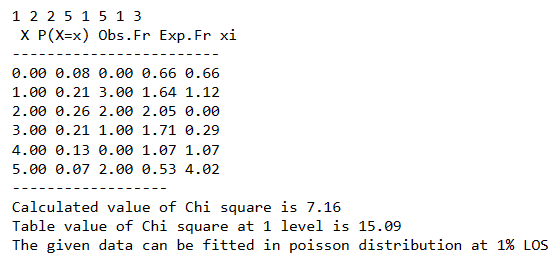 1 2 2 5 1 5 1 3
X P(X=x) Obs.Fr Exp.Fr xi
------------------------
0.00 0.08 0.00 0.66 0.66
1.00 0.21 3.00 1.64 1.12
2.00 0.26 2.00 2.05 0.00
3.00 0.21 1.00 1.71 0.29
4.00 0.13 0.00 1.07 1.07
5.00 0.07 2.00 0.53 4.02
------------------
Calculated value of Chi square is 7.16
Table value of Chi square at 1 level is 15.09
The given data can be fitted in poisson distribution at 1% LOS